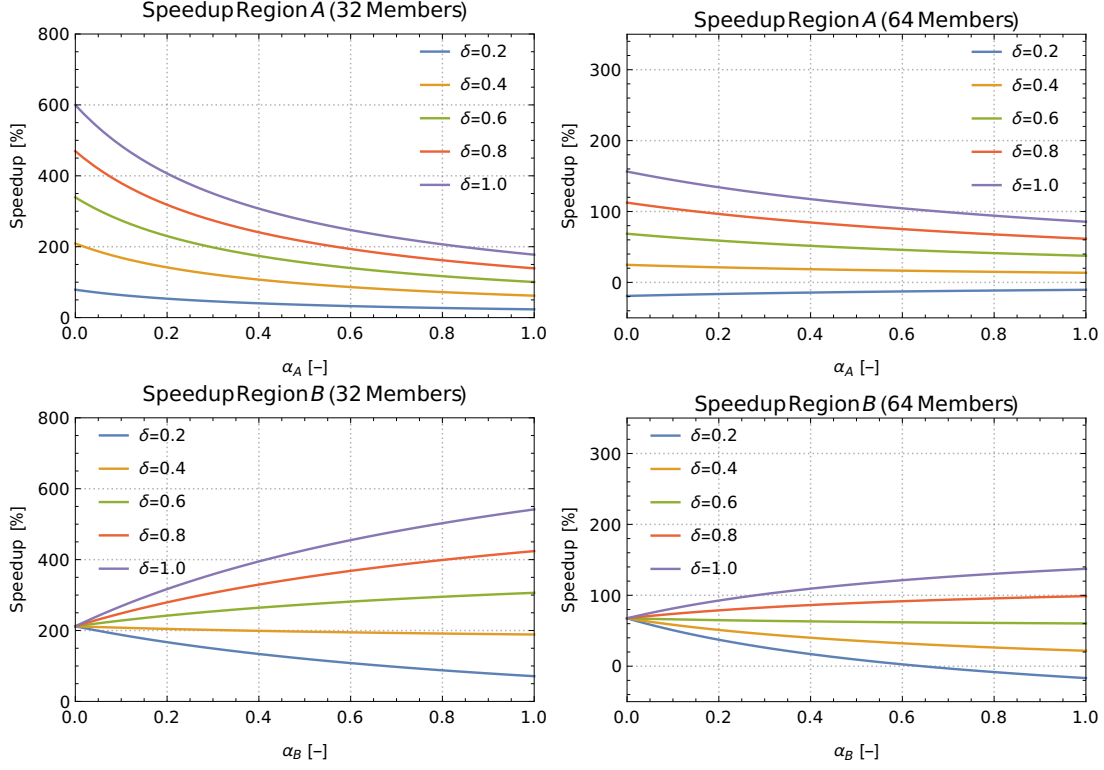 Speedup Region A (32 Members)
800
600
400
200
0
Speedup [%]
δ=0.2
δ=0.4
δ=0.6
δ=0.8
δ=1.0
0.0 0.2 0.4 0.6 0.8 1.0
α_A [–]
Speedup Region A (64 Members)
300
200
100
0
Speedup [%]
δ=0.2
δ=0.4
δ=0.6
δ=0.8
δ=1.0
0.0 0.2 0.4 0.6 0.8 1.0
α_A [–]
Speedup Region B (32 Members)
800
600
400
200
0
Speedup [%]
δ=0.2
δ=0.4
δ=0.6
δ=0.8
δ=1.0
0.0 0.2 0.4 0.6 0.8 1.0
α_B [–]
Speedup Region B (64 Members)
300
200
100
0
Speedup [%]
δ=0.2
δ=0.4
δ=0.6
δ=0.8
δ=1.0
0.0 0.2 0.4 0.6 0.8 1.0
α_B [–]